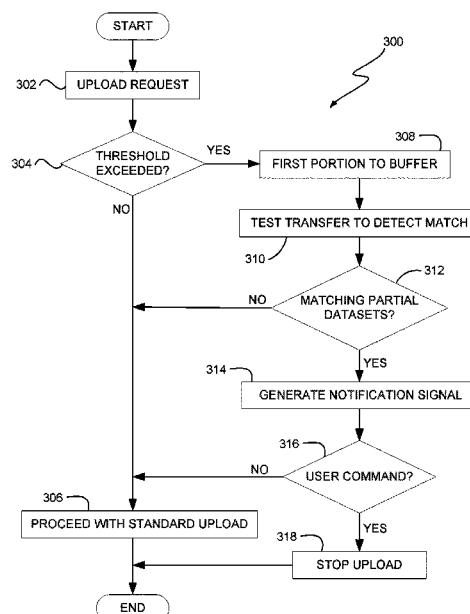 START
300
302
UPLOAD REQUEST
308
304
THRESHOLD
EXCEEDED?
YES
FIRST PORTION TO BUFFER
NO
TEST TRANSFER TO DETECT MATCH
310
312
NO
MATCHING PARTIAL
DATASETS?
YES
314
GENERATE NOTIFICATION SIGNAL
316
NO
USER COMMAND?
306
PROCEED WITH STANDARD UPLOAD
YES
318
STOP UPLOAD
END